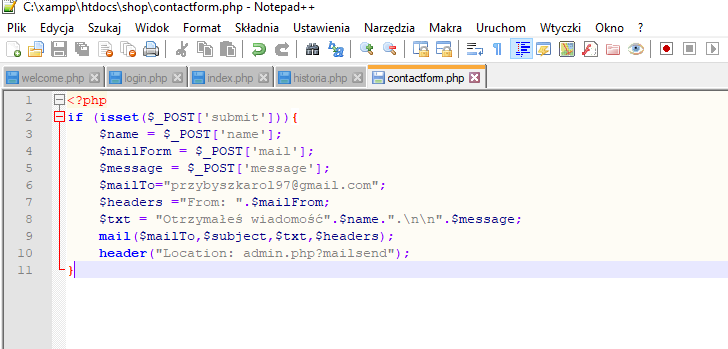 C:\xampp\htdocs\shop\contactform.php - Notepad++
Plik Edycja Szukaj Widok Format Składnia Ustawienia Narzędzia Makra Uruchom Wtyczki Okno ?
welcome.php login.php index.php historia.php contactform.php
1 <?php
2 if (isset($_POST['submit'])){
3 $name = $_POST['name'];
4 $mailForm = $_POST['mail'];
5 $message = $_POST['message'];
6 $mailTo="przybyszkarol97@gmail.com";
7 $headers ="From: ".$mailFrom;
8 $txt = "Otrzymałeś wiadomość".$name.".\n\n".$message;
9 mail($mailTo,$subject,$txt,$headers);
10 header("Location: admin.php?mailsend");
11 }